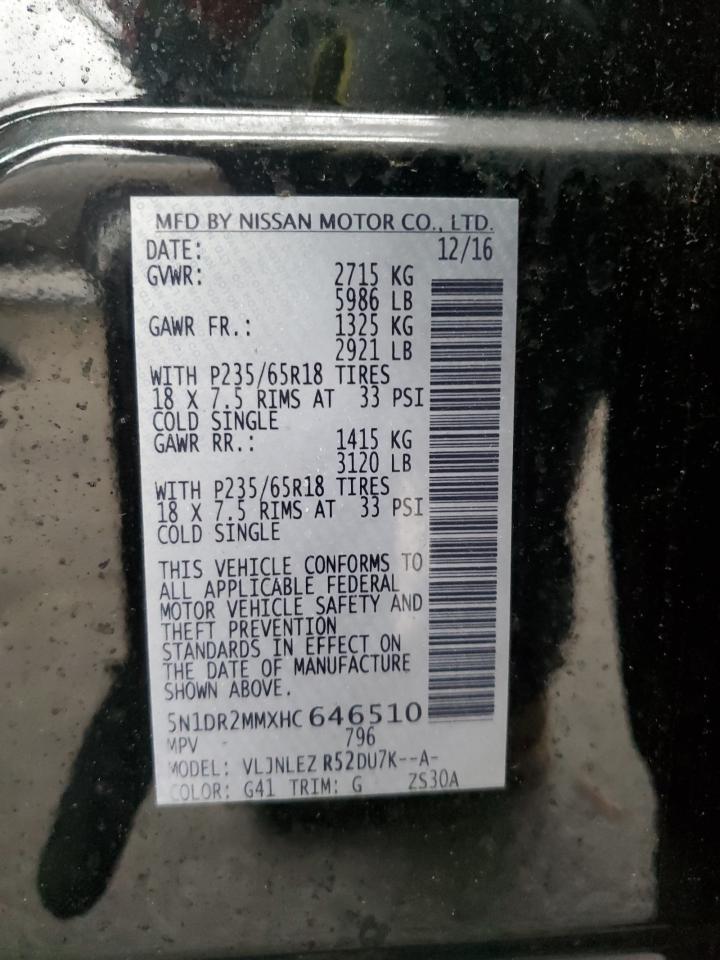 MFD BY NISSAN MOTOR CO., LTD.
DATE: 12/16
GVWR: 2715 KG
5986 LB
GAWR FR.: 1325 KG
2921 LB
WITH P235/65R18 TIRES
18 X 7.5 RIMS AT 33 PSI
COLD SINGLE
GAWR RR.: 1415 KG
3120 LB
WITH P235/65R18 TIRES
18 X 7.5 RIMS AT 33 PSI
COLD SINGLE
THIS VEHICLE CONFORMS TO
ALL APPLICABLE FEDERAL
MOTOR VEHICLE SAFETY AND
THEFT PREVENTION
STANDARDS IN EFFECT ON
THE DATE OF MANUFACTURE
SHOWN ABOVE.
5N1DR2MMXHC 646510
MPV - 796
MODEL: VLJNLEZ R52DU7K--A-
COLOR: G41 TRIM: G ZS30A